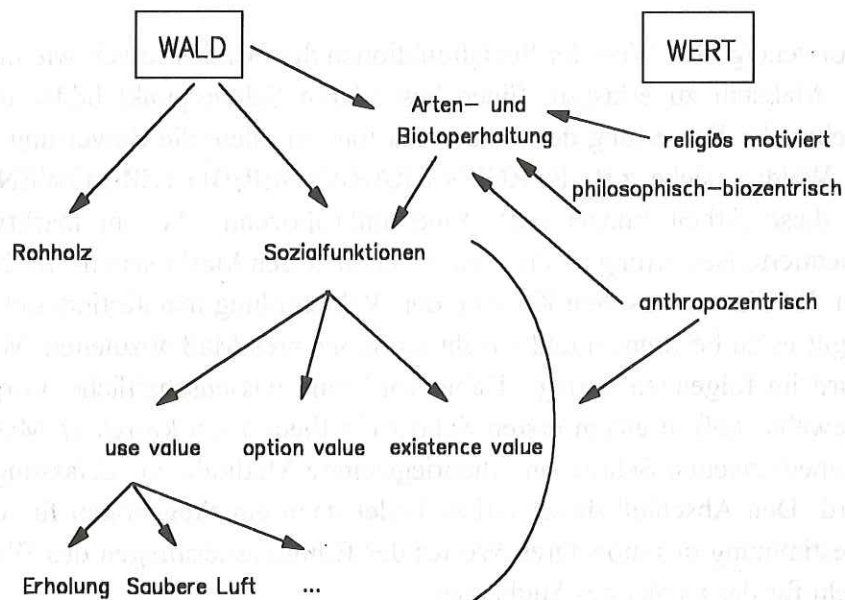 WALD
WERT
Arten- und
Biotoperhaltung
religiös motiviert
philosophisch-biozentrisch
Rohholz
Sozialfunktionen
anthropozentrisch
use value
option value
existence value
Erholung
Saubere Luft
...